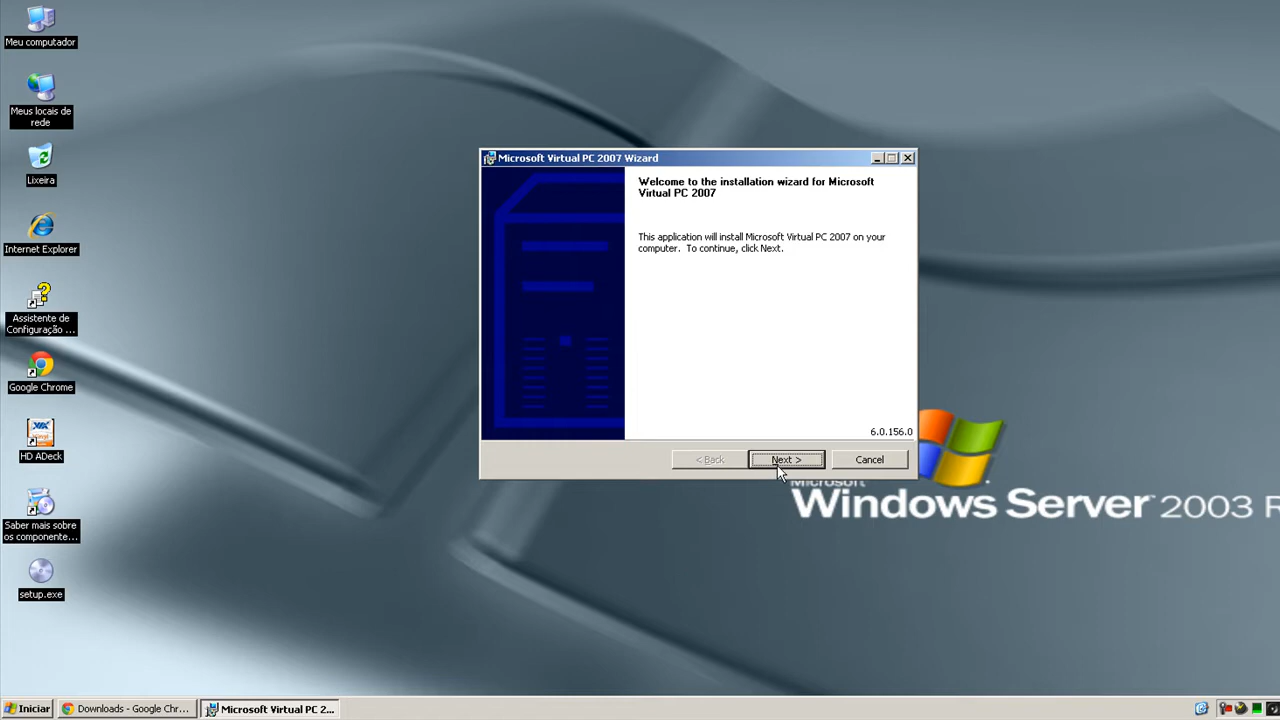 Meu computador
Meus locais de
rede
Lixeira
Internet Explorer
Assistente de
Configuração ...
Google Chrome
VIA
HD ADeck
Saber mais sobre
os componente...
setup.exe
Microsoft Virtual PC 2007 Wizard
Welcome to the installation wizard for Microsoft
Virtual PC 2007
This application will install Microsoft Virtual PC 2007 on your
computer. To continue, click Next.
6.0.156.0
< Back
Next >
Cancel
Microsoft
Windows Server 2003 R
Iniciar
Downloads - Google Chr...
Microsoft Virtual PC 2...